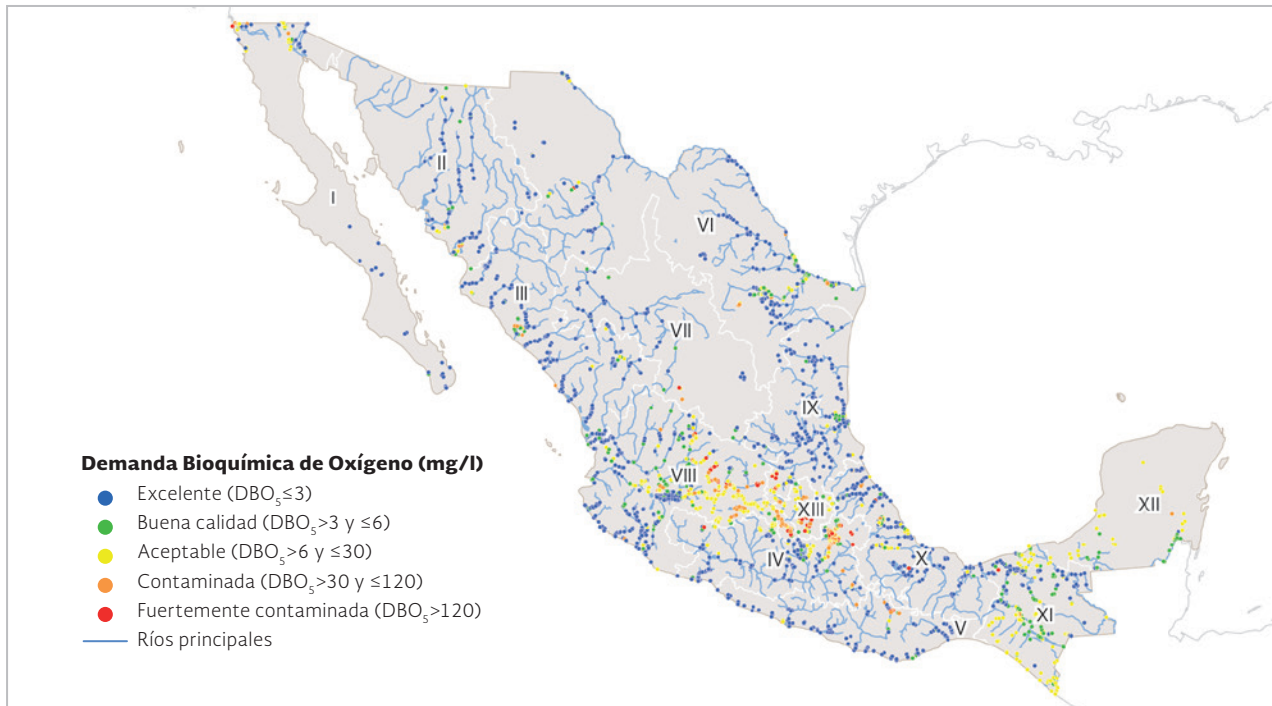 I
II
VI
III
VII
IX
VIII
XIII
XII
IV
X
XI
V
Demanda Bioquímica de Oxígeno (mg/l)
Excelente (DBO₅≤3)
Buena calidad (DBO₅>3 y ≤6)
Aceptable (DBO₅>6 y ≤30)
Contaminada (DBO₅>30 y ≤120)
Fuertemente contaminada (DBO₅>120)
Ríos principales